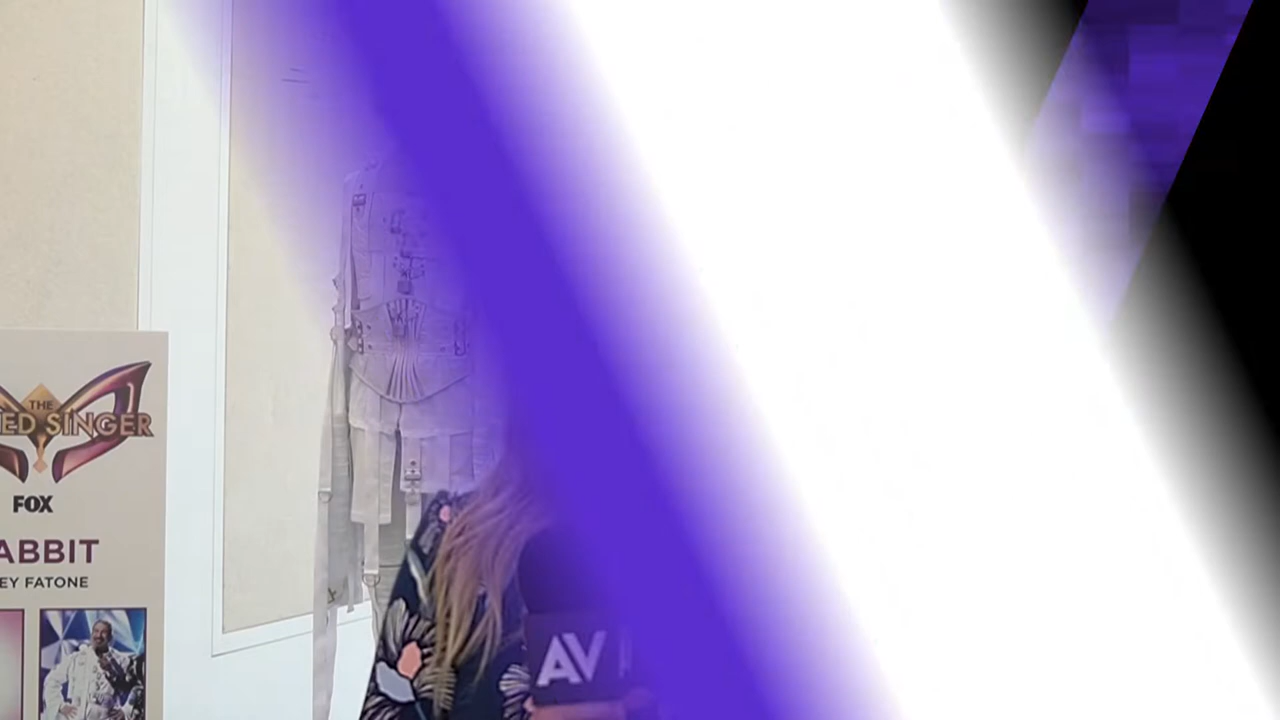 THE
ED SINGER
FOX
ABBIT
EY FATONE
AV